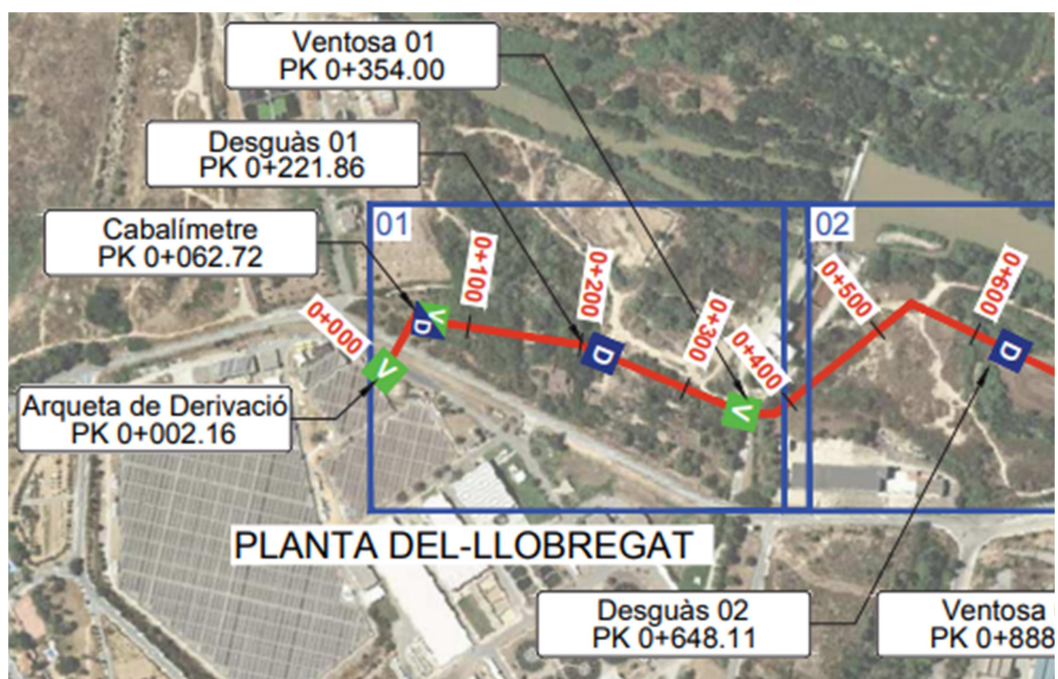 Ventosa 01
PK 0+354.00
Desguàs 01
PK 0+221.86
Cabalímetre
PK 0+062.72
01
02
0+000
0+100
0+200
0+300
0+400
0+500
0+600
V
D
V
D
V
D
Arqueta de Derivació
PK 0+002.16
PLANTA DEL-LLOBREGAT
Desguàs 02
PK 0+648.11
Ventosa
PK 0+888